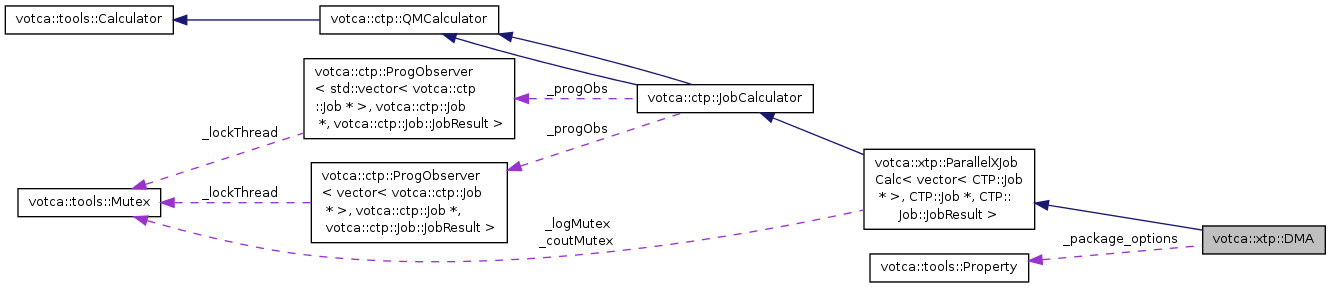 votca::tools::Calculator
votca::ctp::QMCalculator
votca::ctp::ProgObserver
< std::vector< votca::ctp
::Job * >, votca::ctp::Job
*, votca::ctp::Job::JobResult >
_progObs
votca::ctp::JobCalculator
_lockThread
_progObs
votca::ctp::ProgObserver
< vector< votca::ctp::Job
* >, votca::ctp::Job *,
votca::ctp::Job::JobResult >
votca::xtp::ParallelXJob
Calc< vector< CTP::Job
* >, CTP::Job *, CTP::
Job::JobResult >
votca::tools::Mutex
_lockThread
_logMutex
_coutMutex
_package_options
votca::xtp::DMA
votca::tools::Property